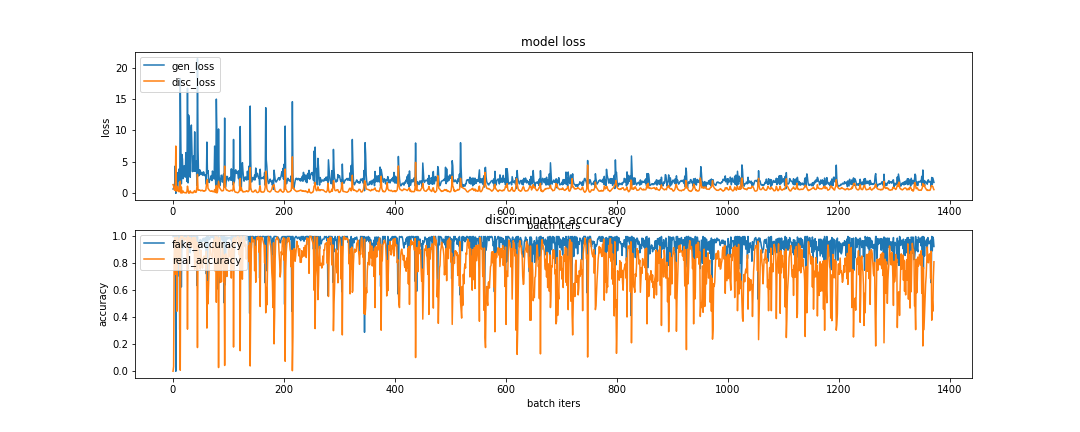 model loss
gen_loss
disc_loss
loss
20
15
10
5
0
0 200 400 600 800 1000 1200 1400
batch iters
discriminator accuracy
fake_accuracy
real_accuracy
accuracy
1.0
0.8
0.6
0.4
0.2
0.0
0 200 400 600 800 1000 1200 1400
batch iters